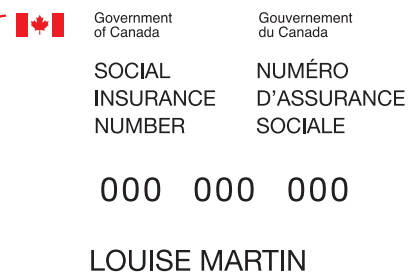 Government
of Canada
Gouvernement
du Canada
SOCIAL
INSURANCE
NUMBER
NUMÉRO
D'ASSURANCE
SOCIALE
000 000 000
LOUISE MARTIN